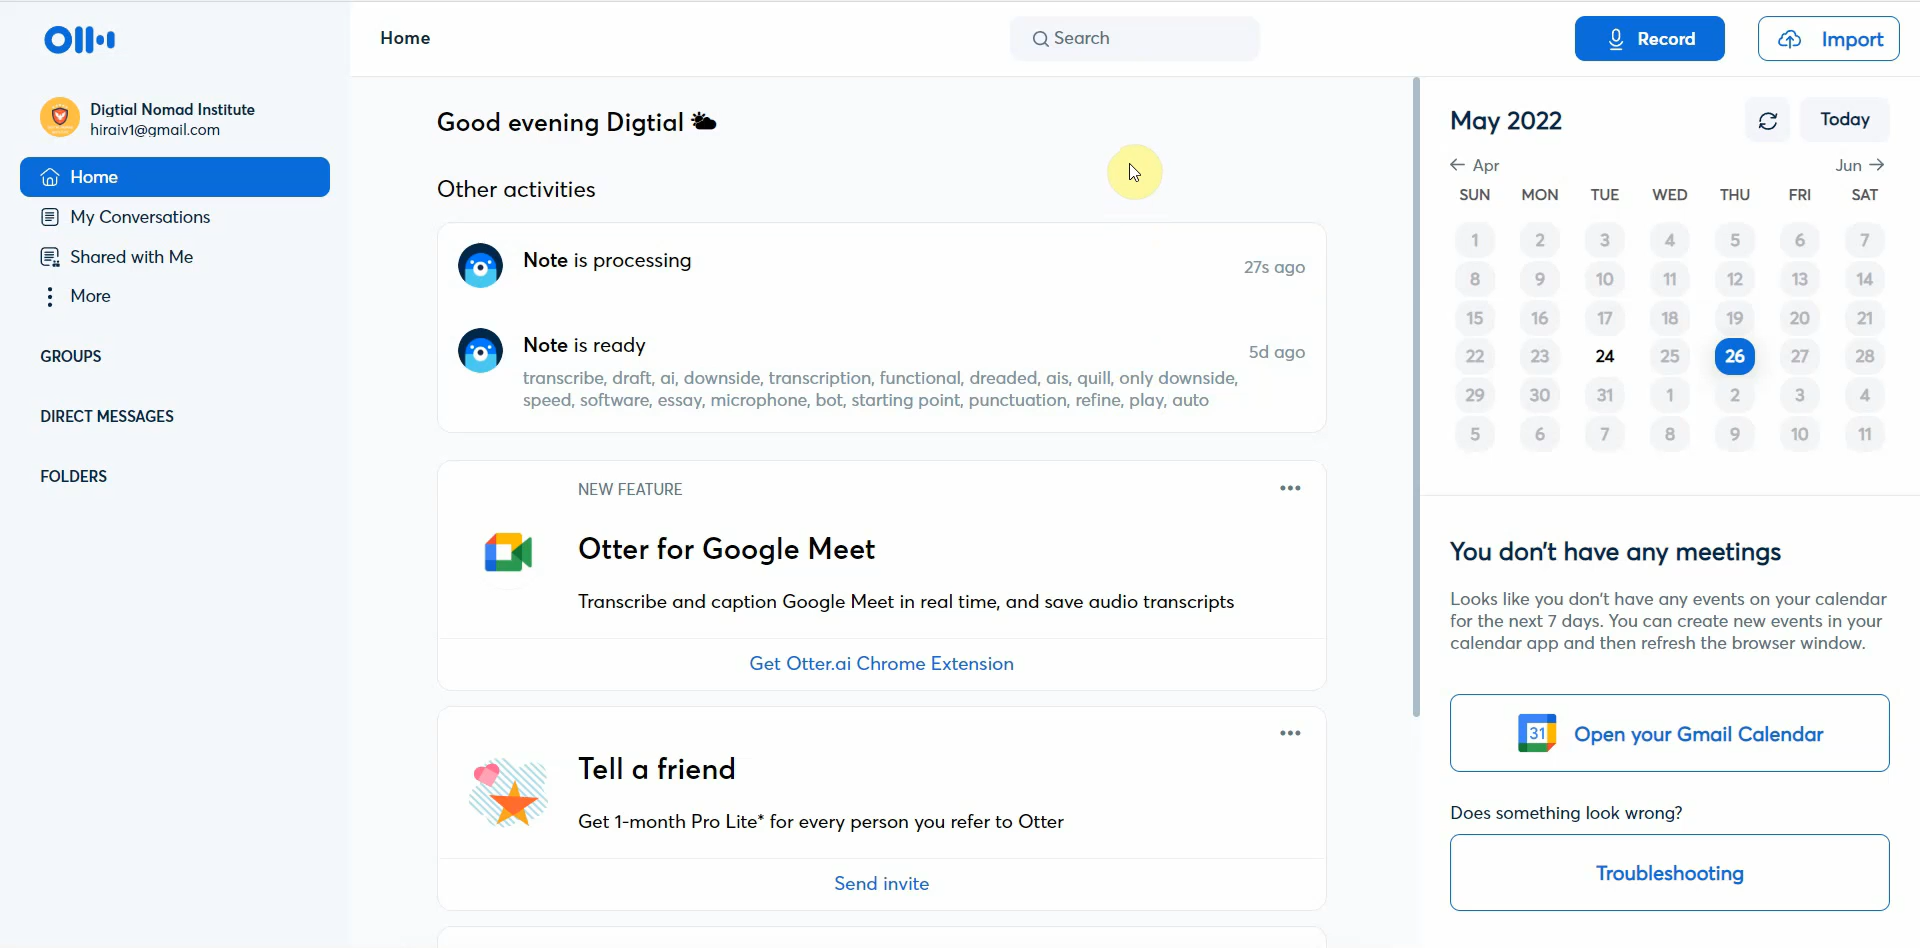 Home
Search
Record
Import
Digtial Nomad Institute
hiraiv1@gmail.com
Home
My Conversations
Shared with Me
More
GROUPS
DIRECT MESSAGES
FOLDERS
Good evening Digtial
Other activities
Note is processing
27s ago
Note is ready
5d ago
transcribe, draft, ai, downside, transcription, functional, dreaded, ais, quill, only downside,
speed, software, essay, microphone, bot, starting point, punctuation, refine, play, auto
NEW FEATURE
Otter for Google Meet
Transcribe and caption Google Meet in real time, and save audio transcripts
Get Otter.ai Chrome Extension
Tell a friend
Get 1-month Pro Lite* for every person you refer to Otter
Send invite
May 2022
Today
← Apr
Jun →
SUN MON TUE WED THU FRI SAT
1 2 3 4 5 6 7
8 9 10 11 12 13 14
15 16 17 18 19 20 21
22 23 24 25 26 27 28
29 30 31 1 2 3 4
5 6 7 8 9 10 11
You don't have any meetings
Looks like you don't have any events on your calendar
for the next 7 days. You can create new events in your
calendar app and then refresh the browser window.
31
Open your Gmail Calendar
Does something look wrong?
Troubleshooting